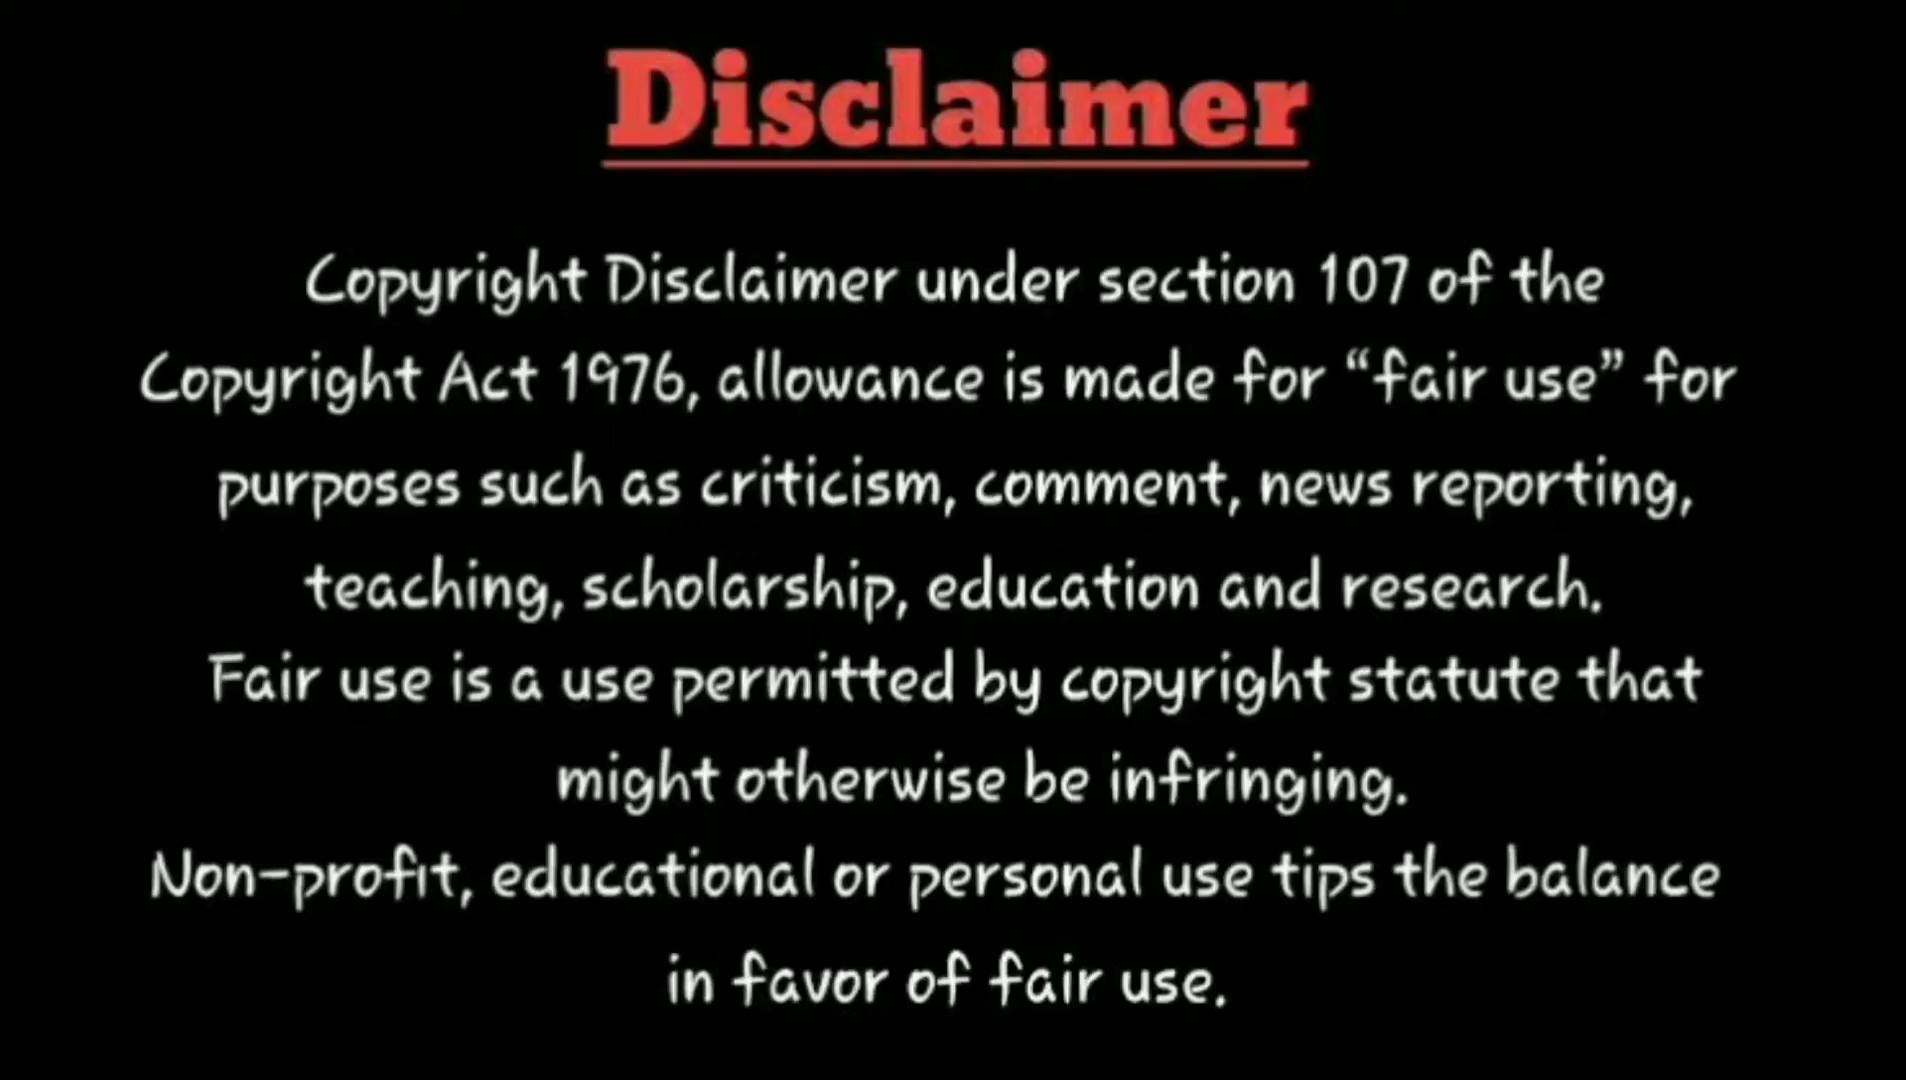 Disclaimer
Copyright Disclaimer under section 107 of the
Copyright Act 1976, allowance is made for “fair use” for
purposes such as criticism, comment, news reporting,
teaching, scholarship, education and research.
Fair use is a use permitted by copyright statute that
might otherwise be infringing.
Non-profit, educational or personal use tips the balance
in favor of fair use.